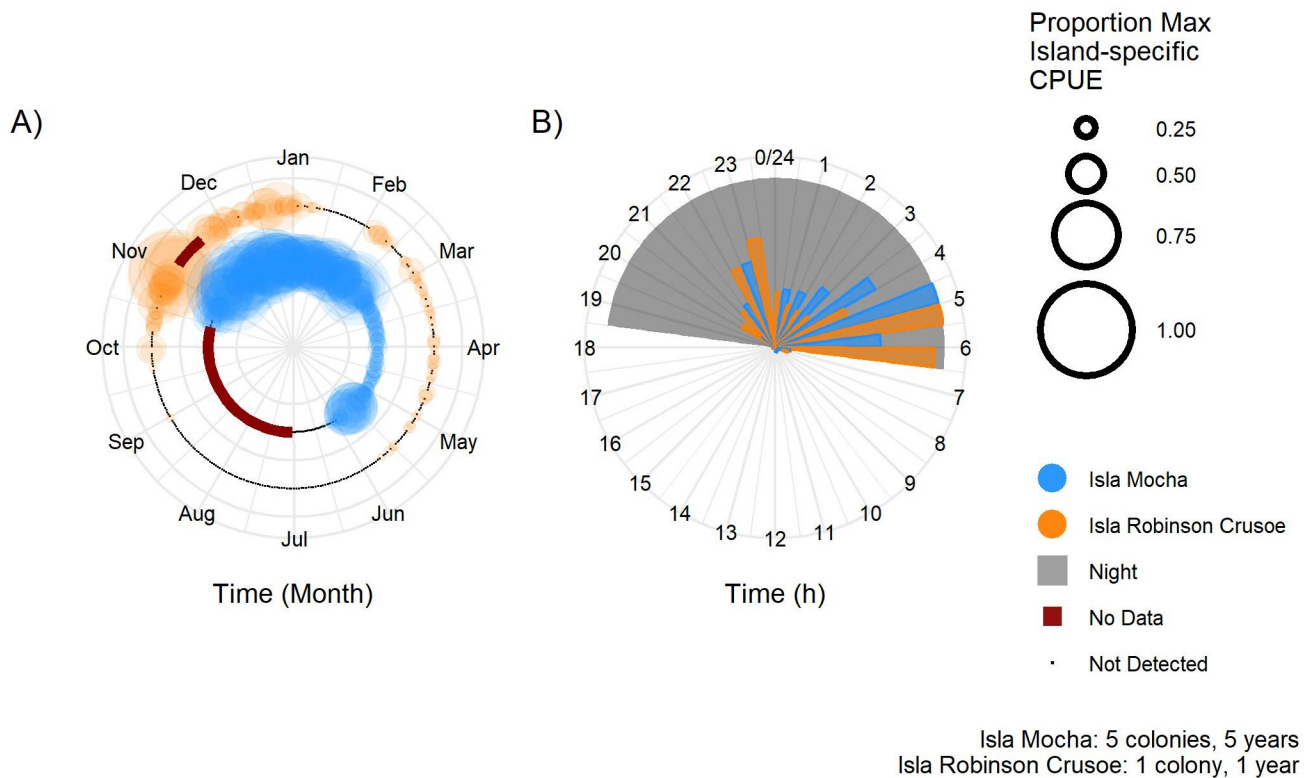 A)
Jan
Feb
Mar
Apr
May
Jun
Jul
Aug
Sep
Oct
Nov
Dec
Time (Month)
B)
0/24
1
2
3
4
5
6
7
8
9
10
11
12
13
14
15
16
17
18
19
20
21
22
23
Time (h)
Proportion Max
Island-specific
CPUE
0.25
0.50
0.75
1.00
Isla Mocha
Isla Robinson Crusoe
Night
No Data
Not Detected
Isla Mocha: 5 colonies, 5 years
Isla Robinson Crusoe: 1 colony, 1 year